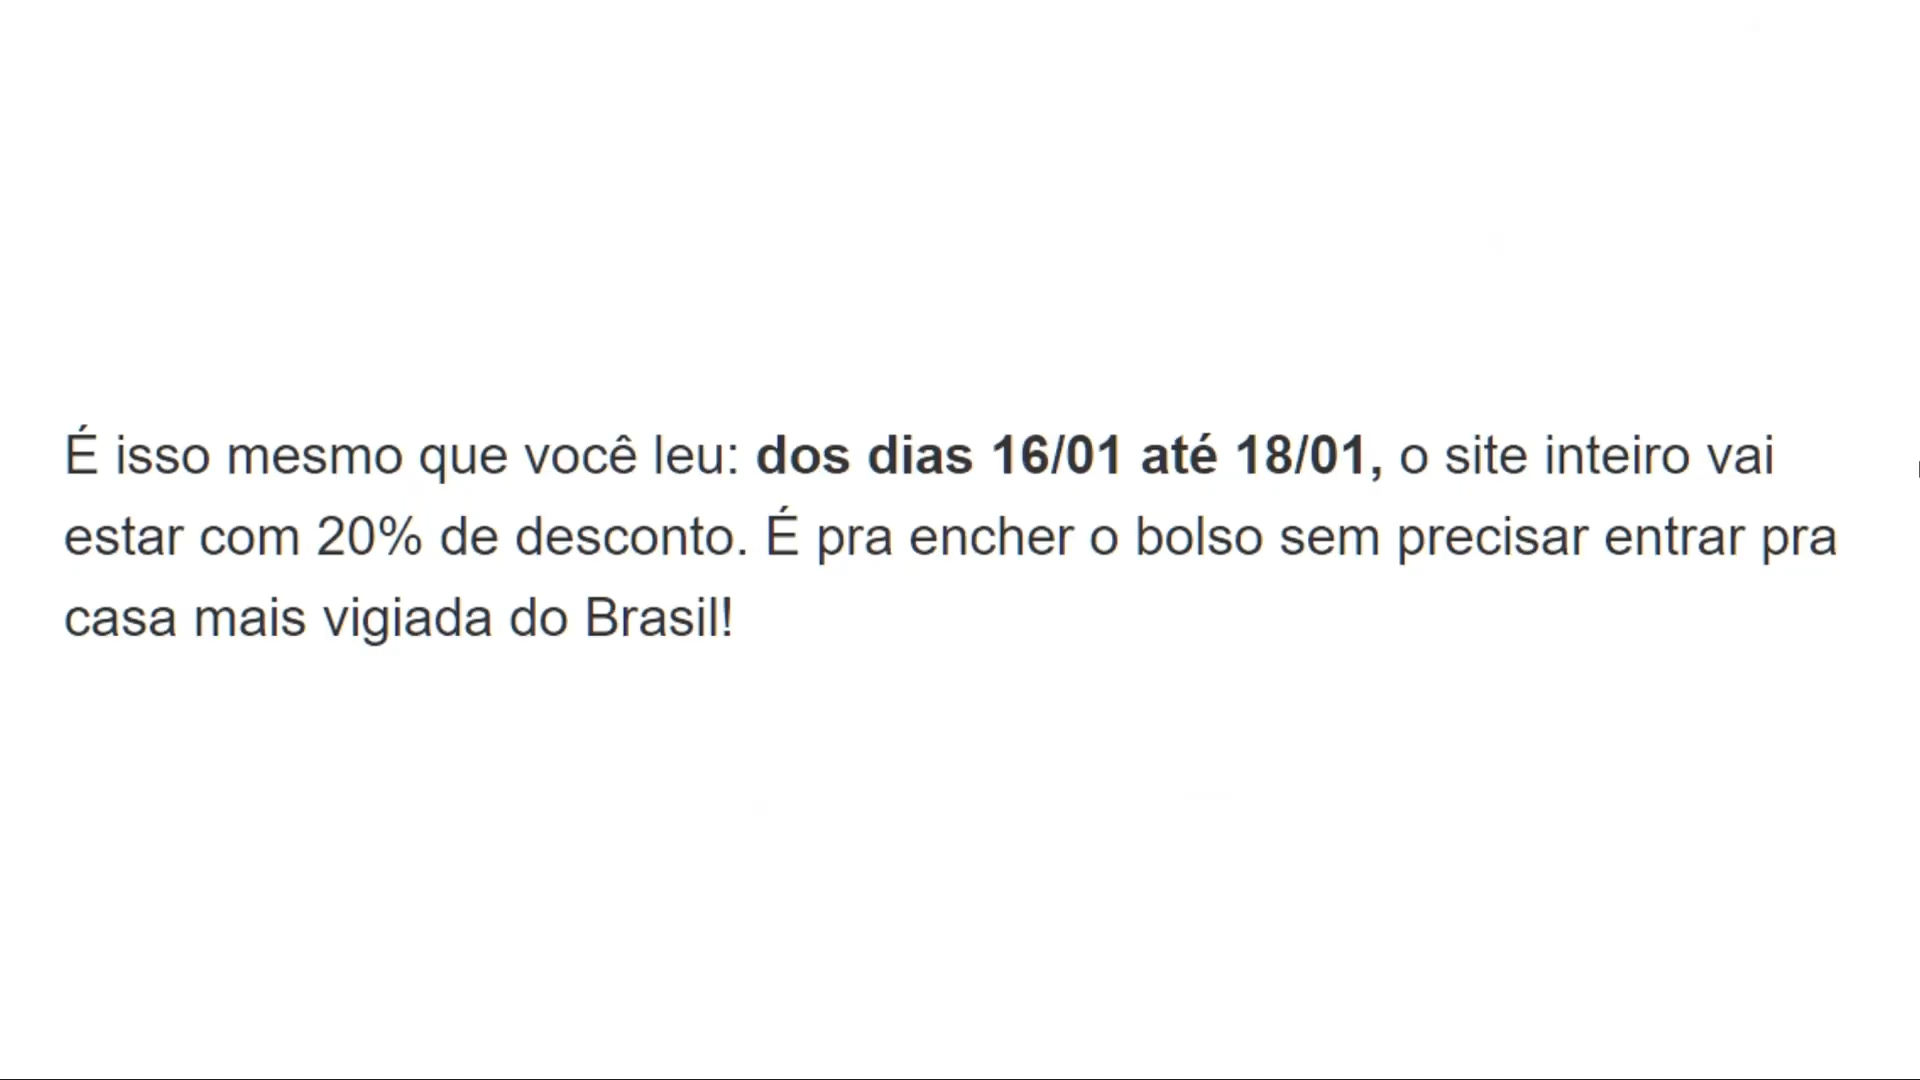 É isso mesmo que você leu: dos dias 16/01 até 18/01, o site inteiro vai
estar com 20% de desconto. É pra encher o bolso sem precisar entrar pra
casa mais vigiada do Brasil!